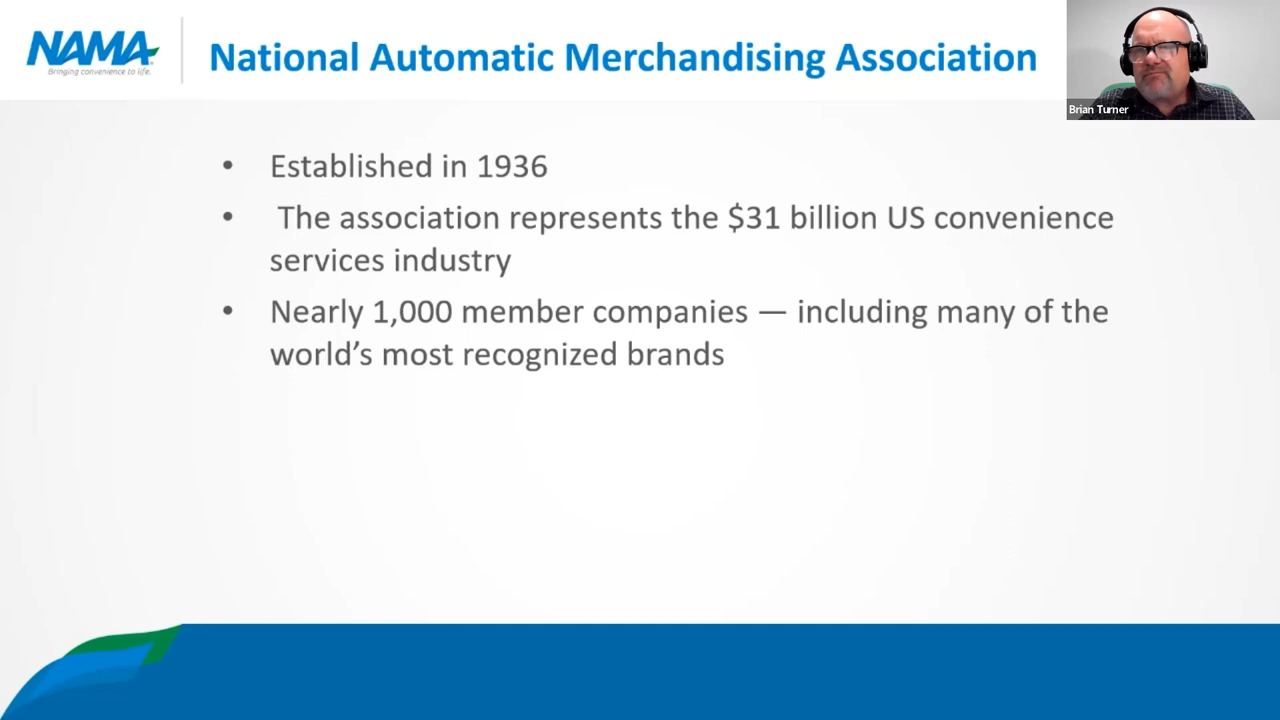 NAMA
Bringing convenience to life.
National Automatic Merchandising Association
Brian Turner
• Established in 1936
• The association represents the $31 billion US convenience
services industry
• Nearly 1,000 member companies — including many of the
world's most recognized brands